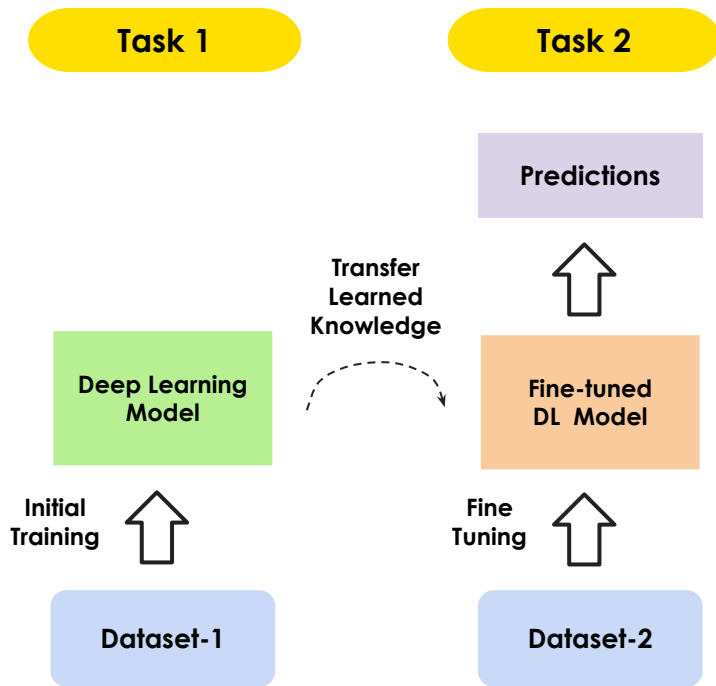 Task 1
Task 2
Predictions
Transfer
Learned
Knowledge
Deep Learning
Model
Fine-tuned
DL Model
Initial
Training
Fine
Tuning
Dataset-1
Dataset-2